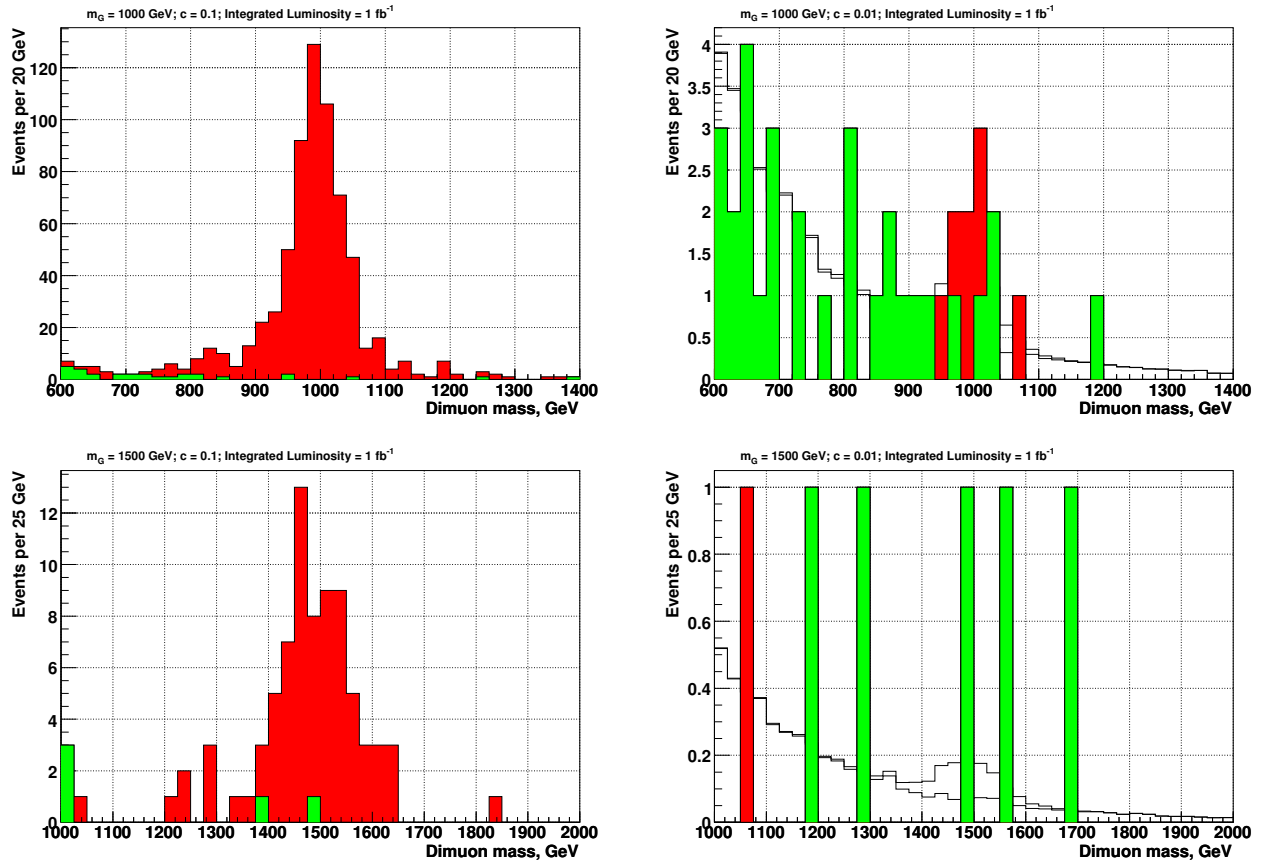 m_G = 1000 GeV; c = 0.1; Integrated Luminosity = 1 fb^-1
Events per 20 GeV
120
100
80
60
40
20
0
600 700 800 900 1000 1100 1200 1300 1400
Dimuon mass, GeV
m_G = 1000 GeV; c = 0.01; Integrated Luminosity = 1 fb^-1
Events per 20 GeV
4
3.5
3
2.5
2
1.5
1
0.5
0
600 700 800 900 1000 1100 1200 1300 1400
Dimuon mass, GeV
m_G = 1500 GeV; c = 0.1; Integrated Luminosity = 1 fb^-1
Events per 25 GeV
12
10
8
6
4
2
0
1000 1100 1200 1300 1400 1500 1600 1700 1800 1900 2000
Dimuon mass, GeV
m_G = 1500 GeV; c = 0.01; Integrated Luminosity = 1 fb^-1
Events per 25 GeV
1
0.8
0.6
0.4
0.2
0
1000 1100 1200 1300 1400 1500 1600 1700 1800 1900 2000
Dimuon mass, GeV